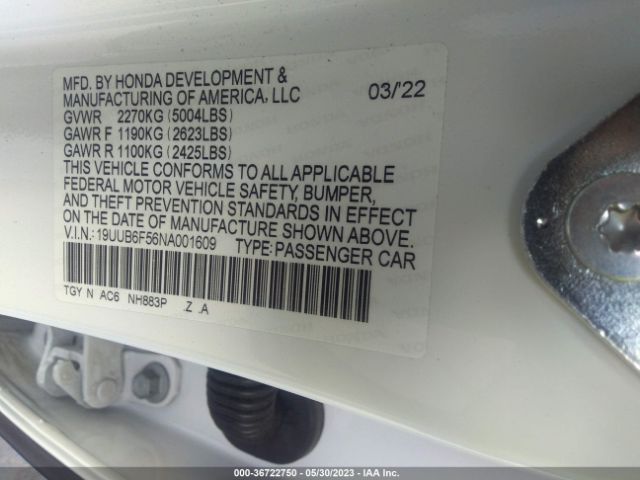 MFD. BY HONDA DEVELOPMENT &
MANUFACTURING OF AMERICA, LLC 03/'22
GVWR 2270KG (5004LBS)
GAWR F 1190KG (2623LBS)
GAWR R 1100KG (2425LBS)
THIS VEHICLE CONFORMS TO ALL APPLICABLE
FEDERAL MOTOR VEHICLE SAFETY, BUMPER,
AND THEFT PREVENTION STANDARDS IN EFFECT
ON THE DATE OF MANUFACTURE SHOWN ABOVE.
V.I.N.: 19UUB6F56NA001609 TYPE: PASSENGER CAR
TGY N AC6 NH883P .Z .A
000-36722750 - 05/30/2023 - IAA Inc.